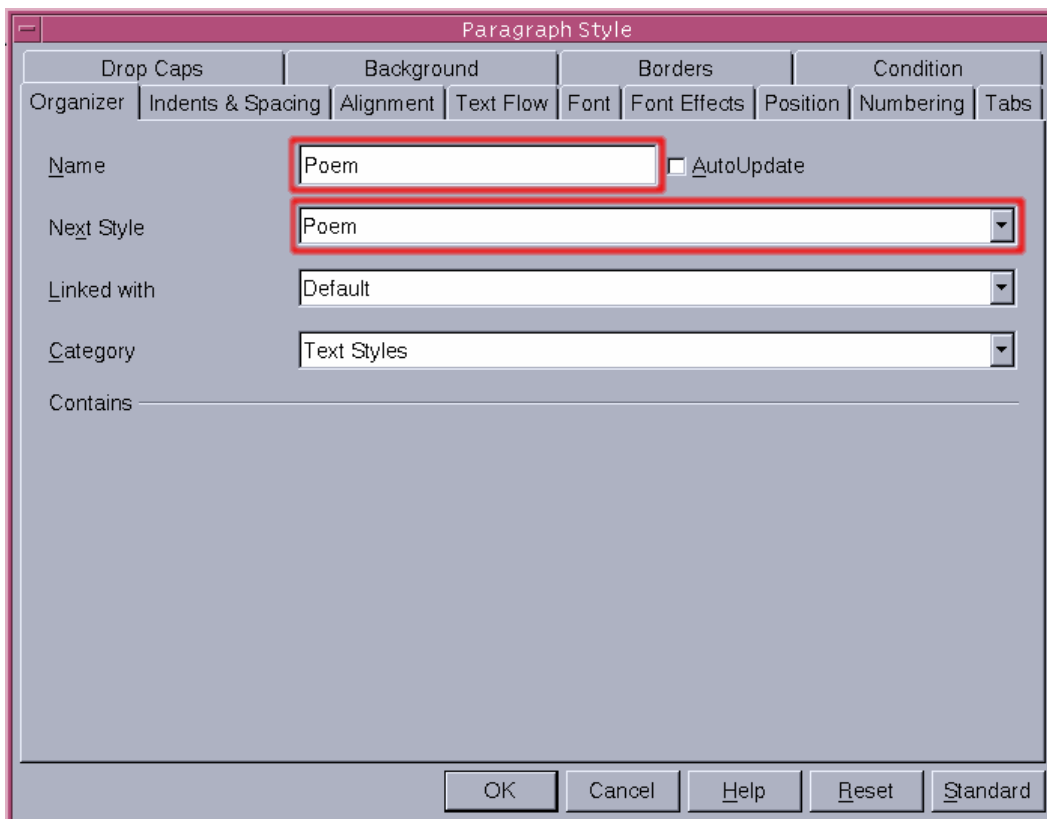 Paragraph Style
Drop Caps Background Borders Condition
Organizer Indents & Spacing Alignment Text Flow Font Font Effects Position Numbering Tabs
Name Poem AutoUpdate
Next Style Poem
Linked with Default
Category Text Styles
Contains
OK Cancel Help Reset Standard